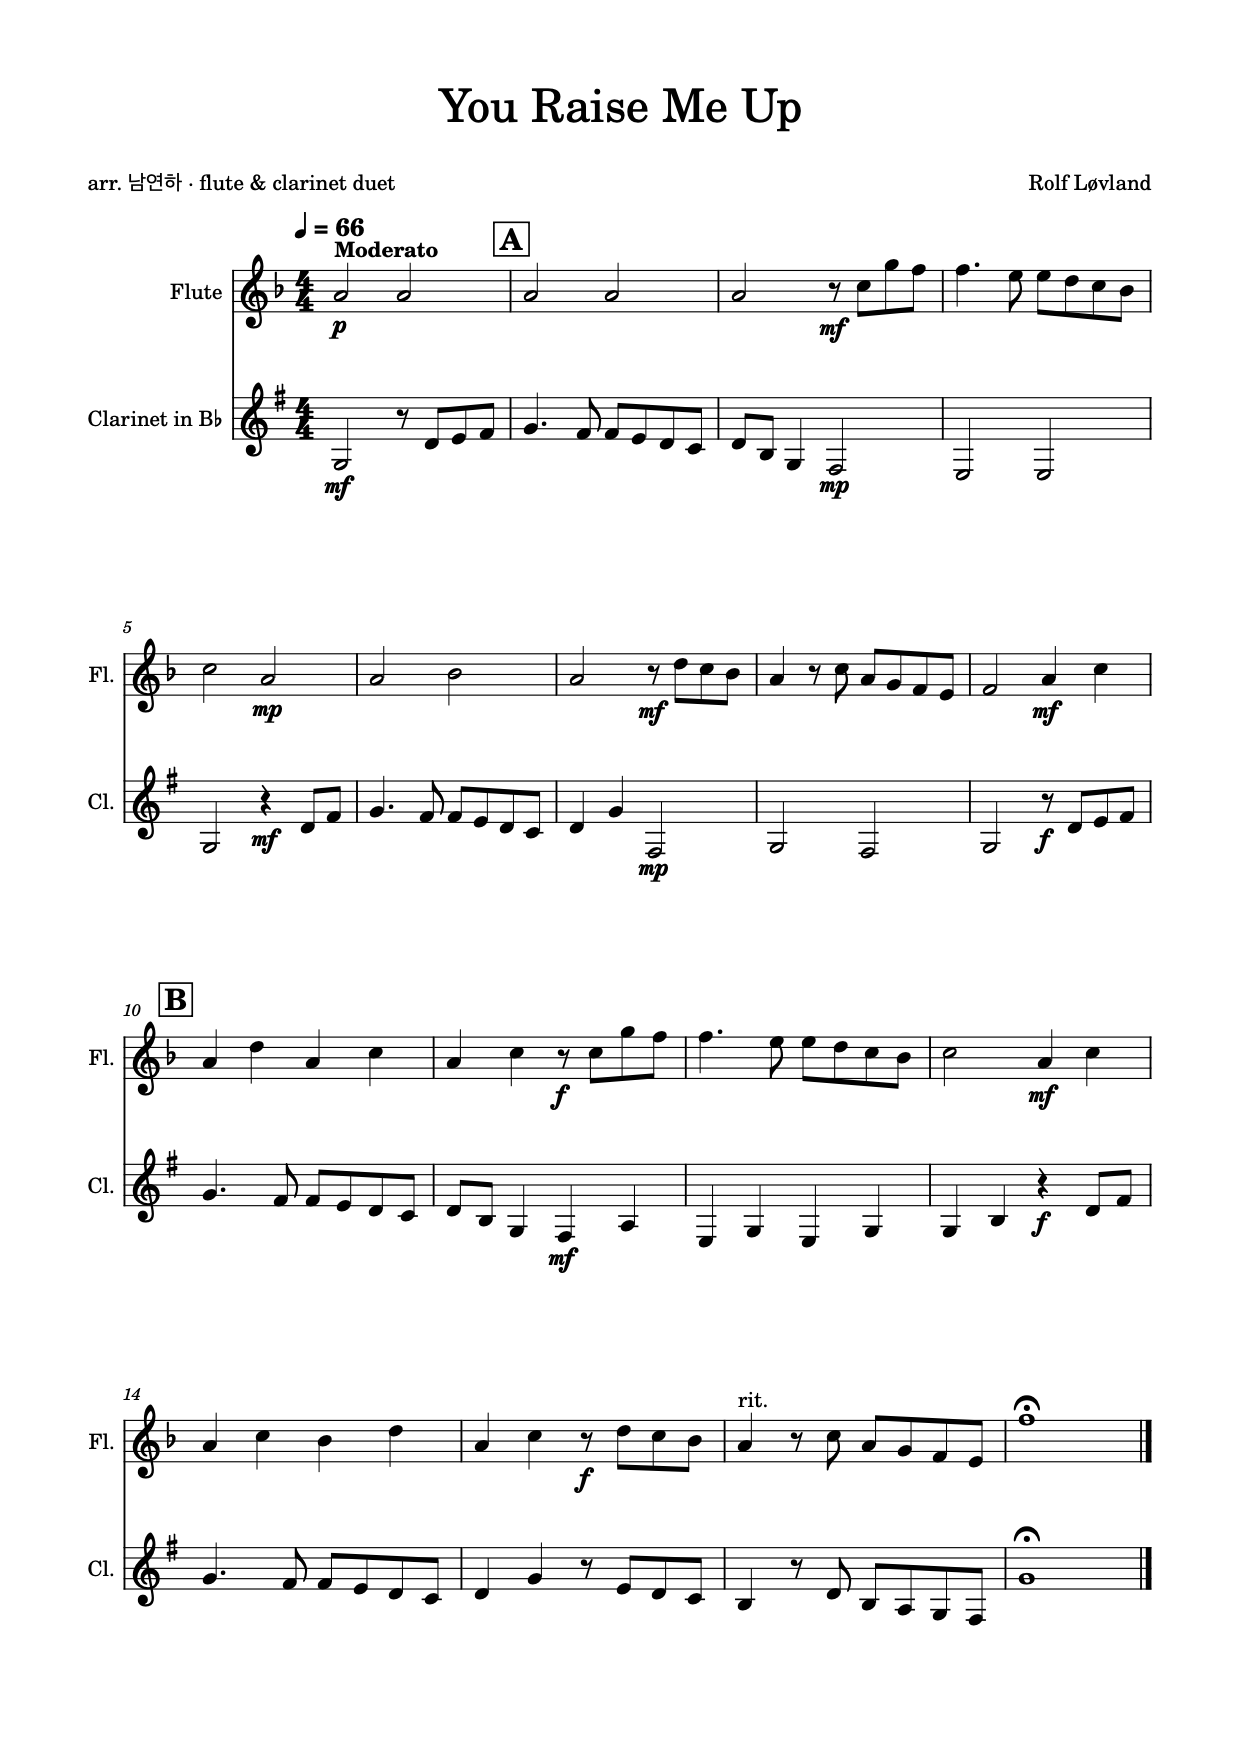 You Raise Me Up
arr. 남연하 · flute & clarinet duet
Rolf Løvland
♩ = 66
Moderato
A
Flute
p
mf
Clarinet in B♭
mf
mp
5
Fl.
mp
mf
mf
Cl.
mf
mp
f
10
B
Fl.
f
mf
Cl.
mf
f
14
rit.
Fl.
f
Cl.